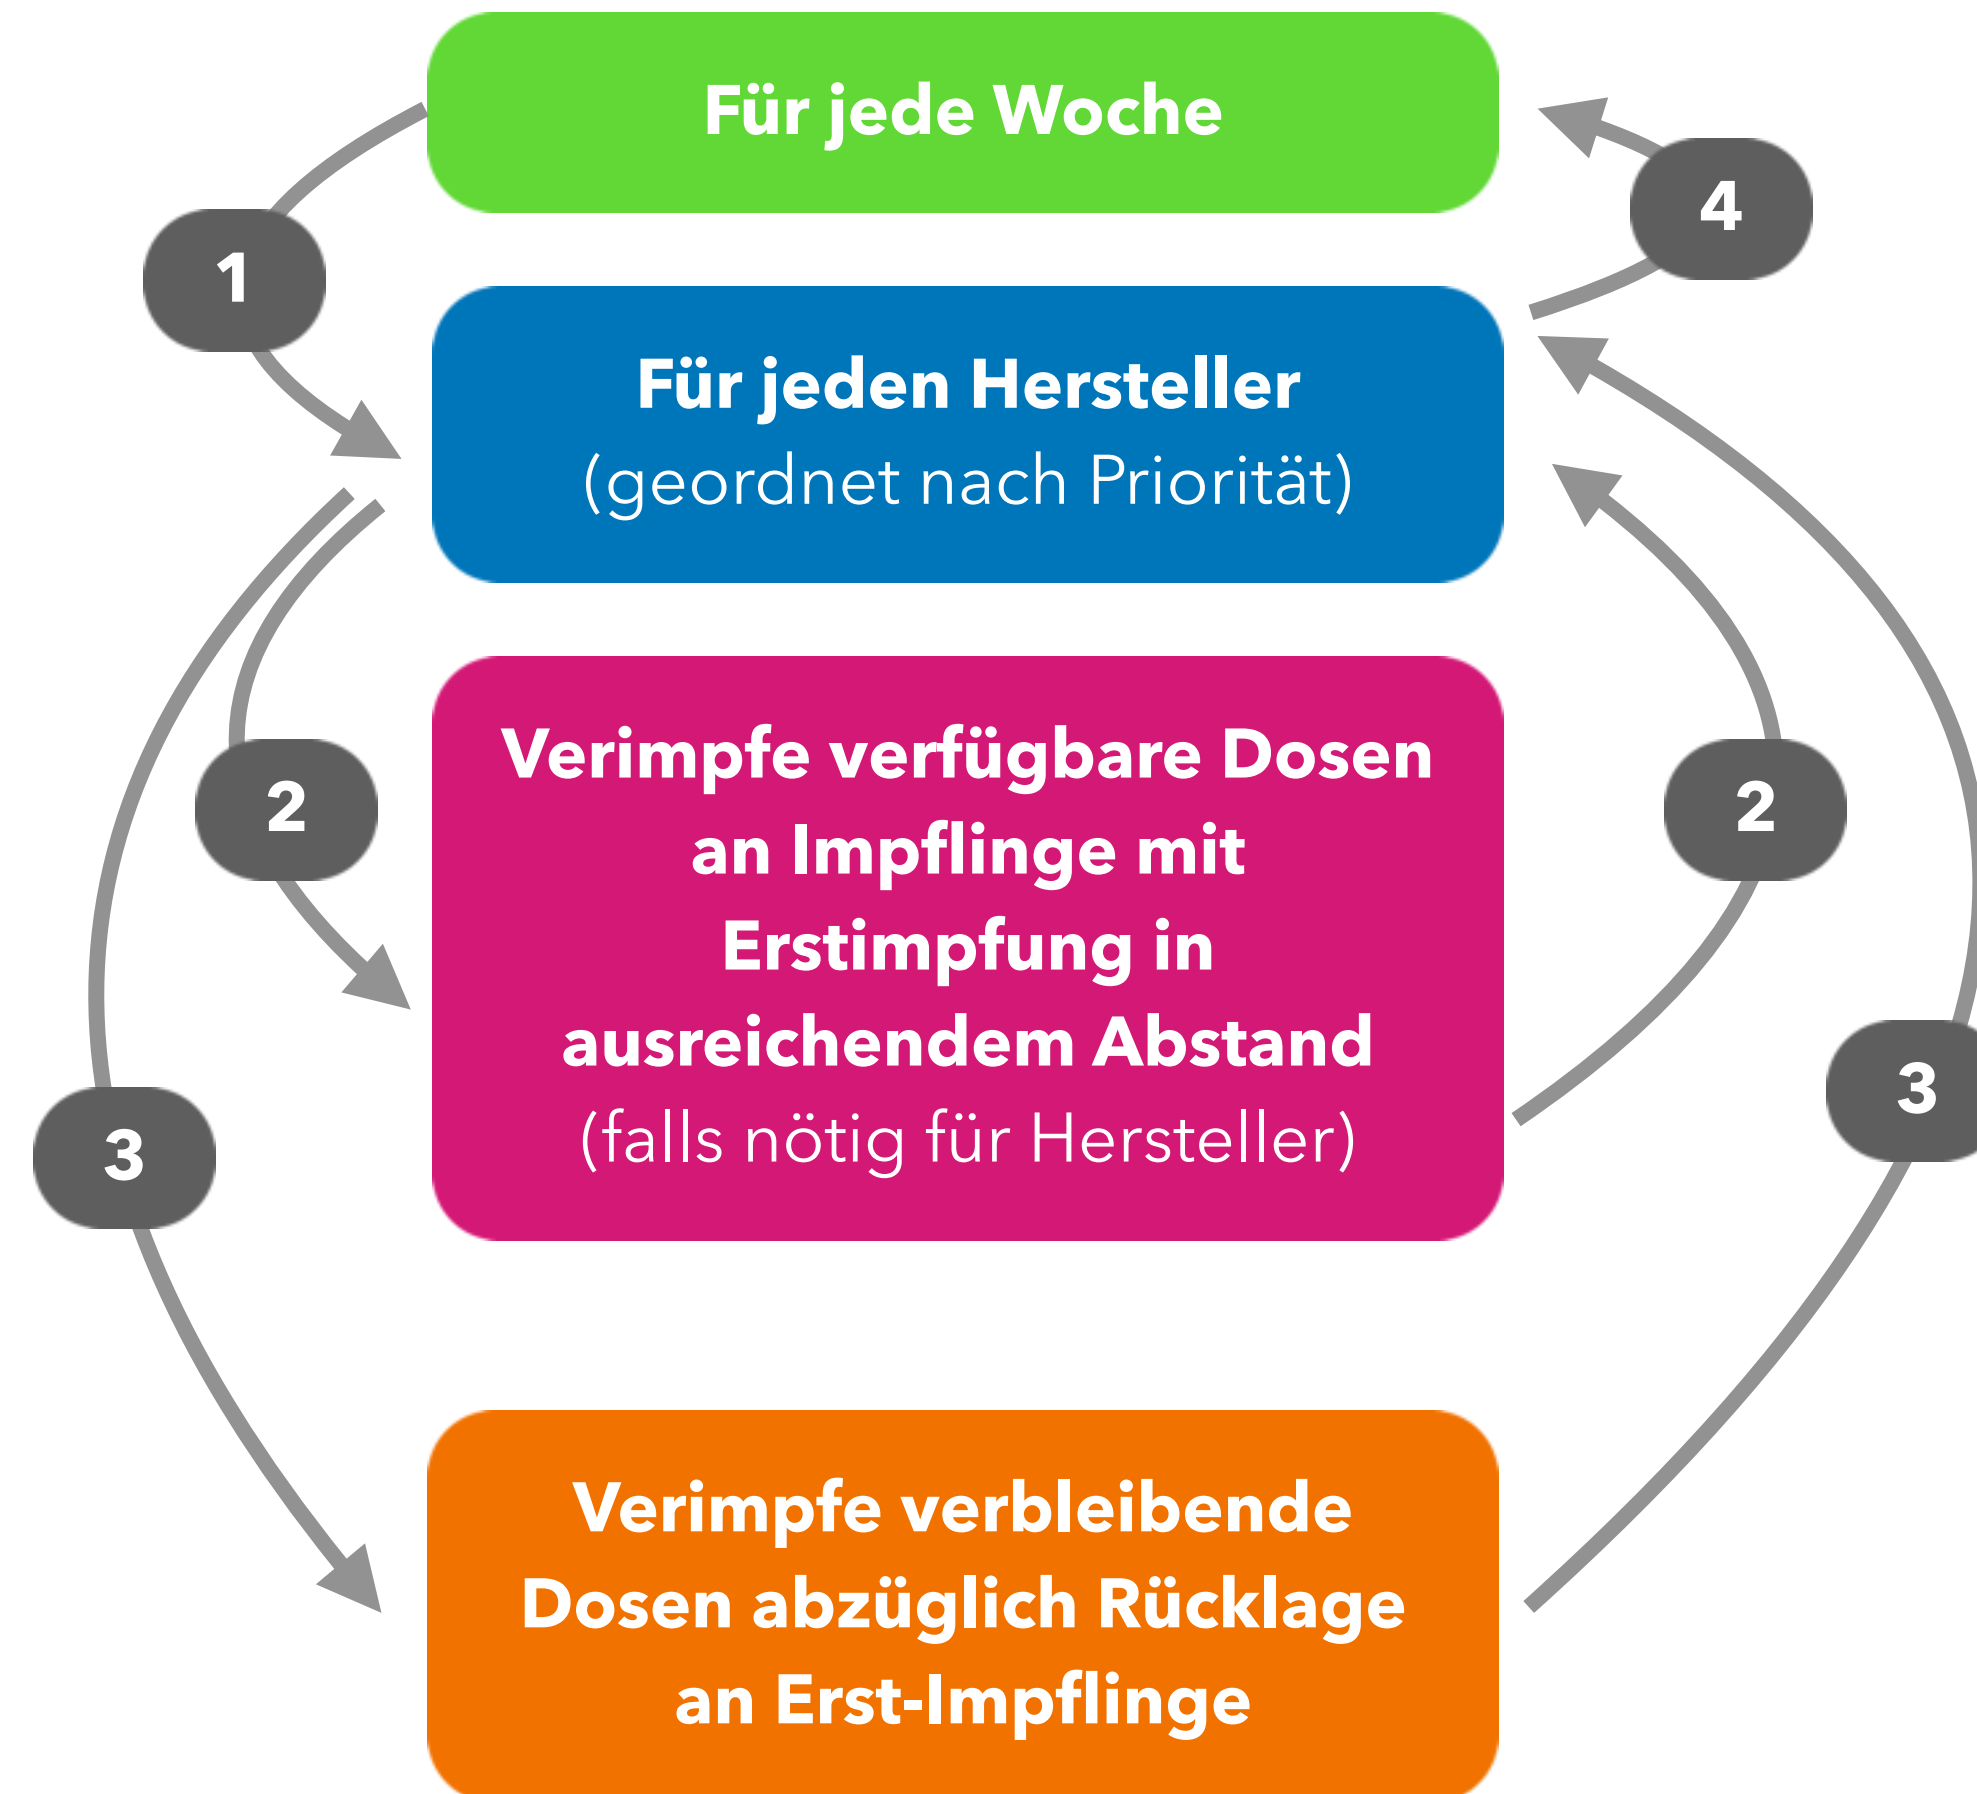 Für jede Woche
4
1
Für jeden Hersteller
(geordnet nach Priorität)
Verimpfe verfügbare Dosen
an Impflinge mit
Erstimpfung in
ausreichendem Abstand
(falls nötig für Hersteller)
2
2
3
3
Verimpfe verbleibende
Dosen abzüglich Rücklage
an Erst-Impflinge